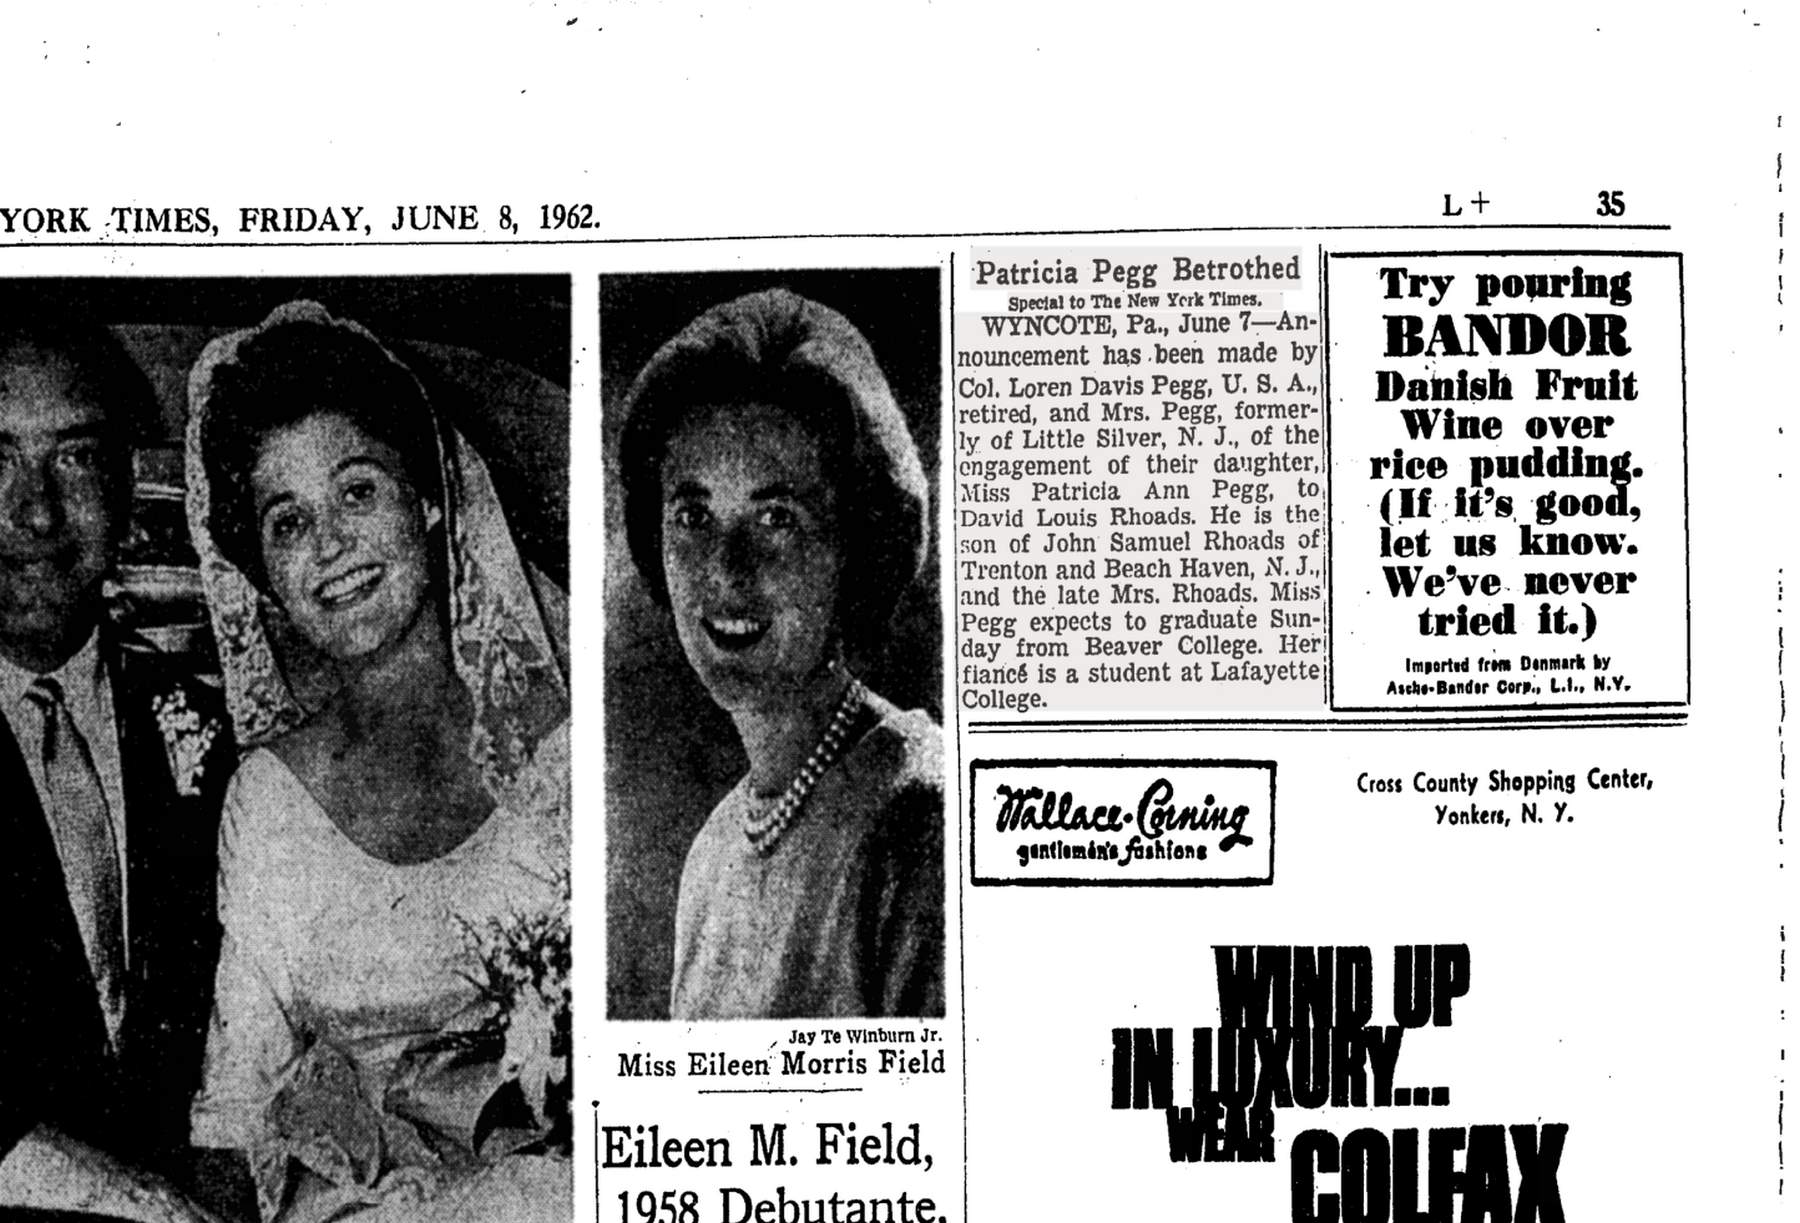 YORK TIMES, FRIDAY, JUNE 8, 1962.
L+
35
Patricia Pegg Betrothed
Special to The New York Times.
WYNCOTE, Pa., June 7—An-
nouncement has been made by
Col. Loren Davis Pegg, U. S. A.,
retired, and Mrs. Pegg, former-
ly of Little Silver, N. J., of the
engagement of their daughter,
Miss Patricia Ann Pegg, to
David Louis Rhoads. He is the
son of John Samuel Rhoads of
Trenton and Beach Haven, N. J.,
and the late Mrs. Rhoads. Miss
Pegg expects to graduate Sun-
day from Beaver College. Her
fiancé is a student at Lafayette
College.
Try pouring
BANDOR
Danish Fruit
Wine over
rice pudding.
(If it's good,
let us know.
We've never
tried it.)
Imported from Denmark by
Asche-Bandor Corp., L.I., N.Y.
Wallace-Corning
gentlemen's fashions
Cross County Shopping Center,
Yonkers, N. Y.
WIND UP
IN LUXURY...
WEAR
COLFAX
Jay Te Winburn Jr.
Miss Eileen Morris Field
Eileen M. Field,
1958 Debutante,